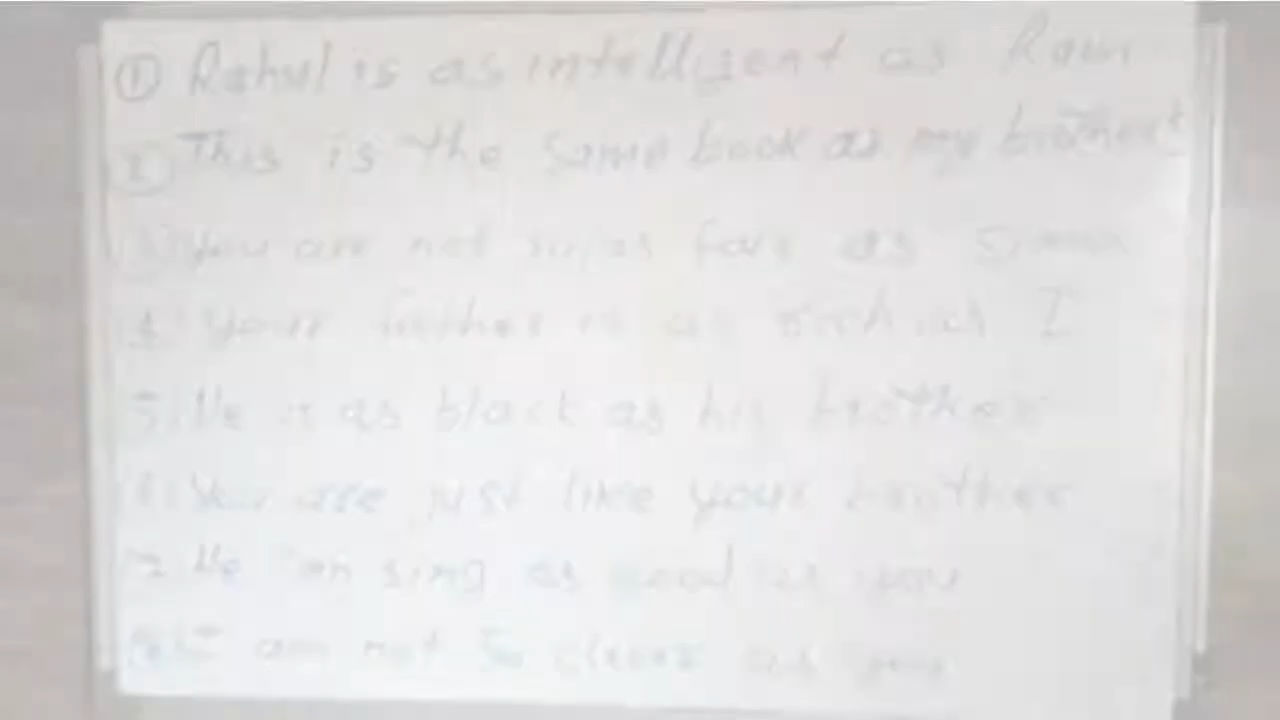 ① Rahul is as intelligent as Ram
2 This is the same book as my brother's
You are not so/as fair as
4. Your father is as rich as I
5. He is as black as his brother
6. You are just like your brother
7. He can sing as good as you
8. I am not so clever as you